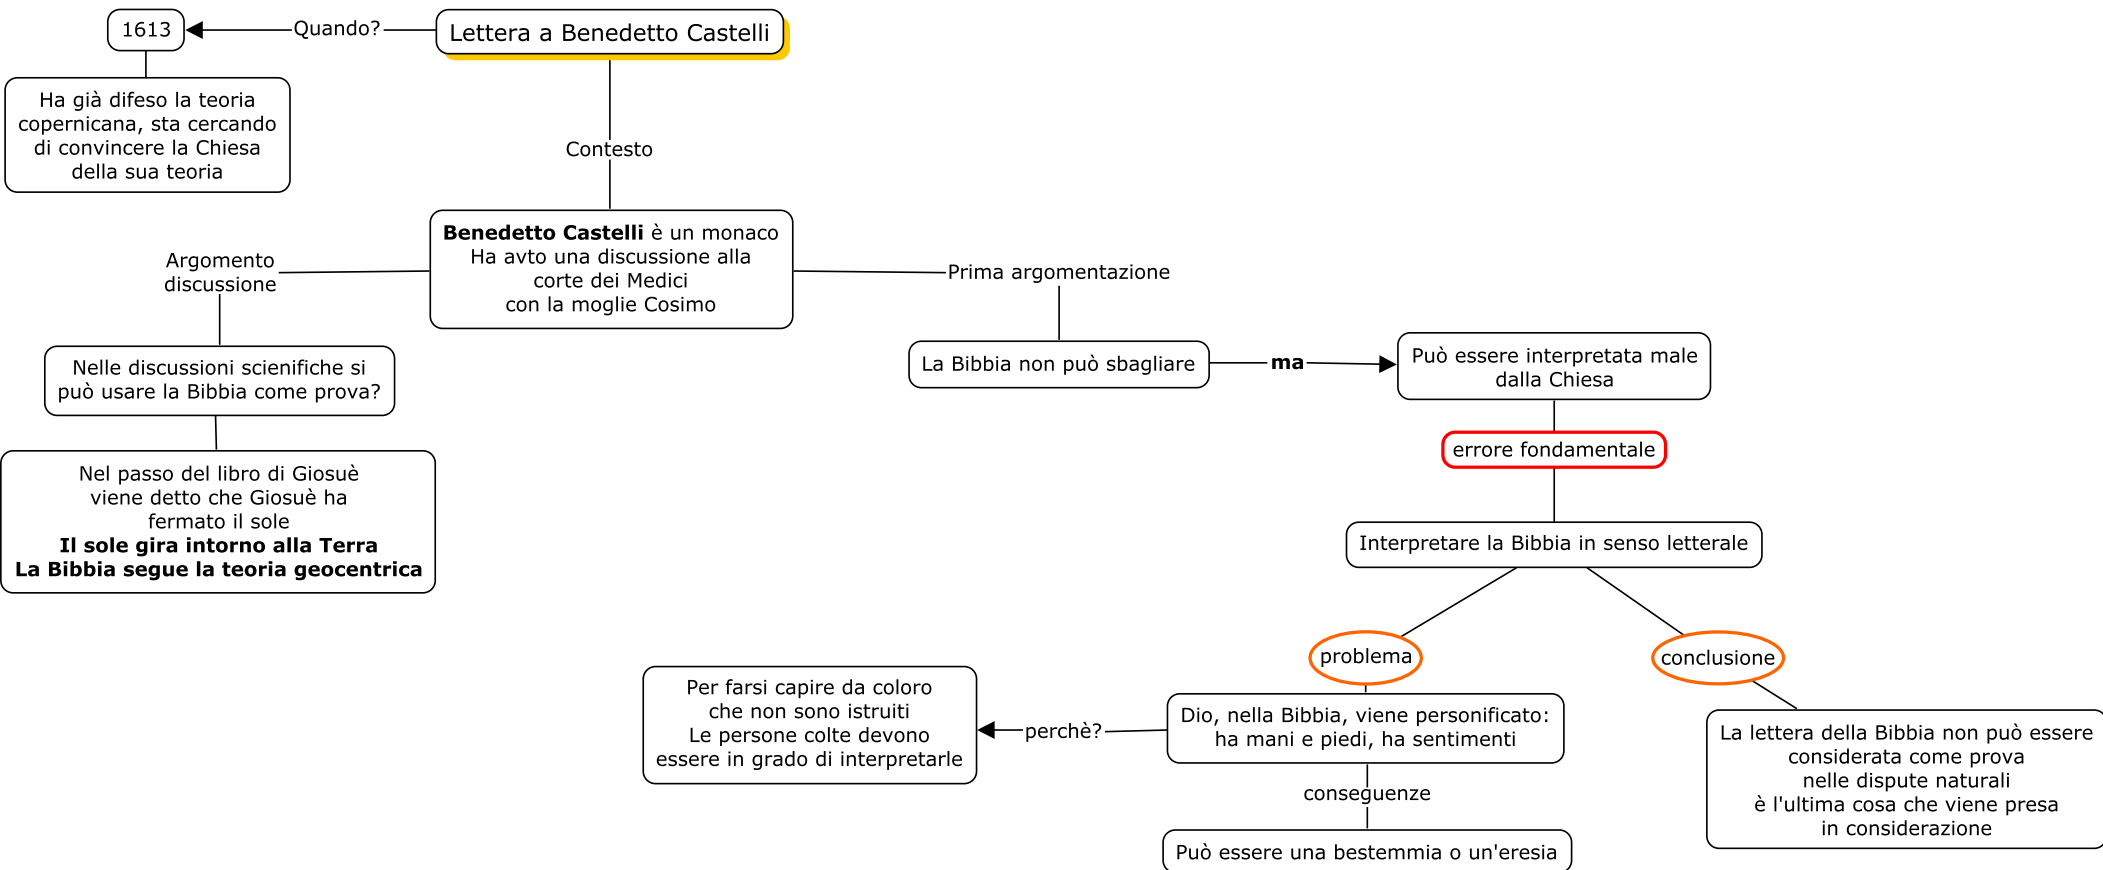 Lettera a Benedetto Castelli
Quando?
1613
Ha già difeso la teoria
copernicana, sta cercando
di convincere la Chiesa
della sua teoria
Contesto
Benedetto Castelli è un monaco
Ha avto una discussione alla
corte dei Medici
con la moglie Cosimo
Argomento
discussione
Nelle discussioni scienifiche si
può usare la Bibbia come prova?
Nel passo del libro di Giosuè
viene detto che Giosuè ha
fermato il sole
Il sole gira intorno alla Terra
La Bibbia segue la teoria geocentrica
Prima argomentazione
La Bibbia non può sbagliare
ma
Può essere interpretata male
dalla Chiesa
errore fondamentale
Interpretare la Bibbia in senso letterale
problema
Dio, nella Bibbia, viene personificato:
ha mani e piedi, ha sentimenti
perchè?
Per farsi capire da coloro
che non sono istruiti
Le persone colte devono
essere in grado di interpretarle
conseguenze
Può essere una bestemmia o un'eresia
conclusione
La lettera della Bibbia non può essere
considerata come prova
nelle dispute naturali
è l'ultima cosa che viene presa
in considerazione